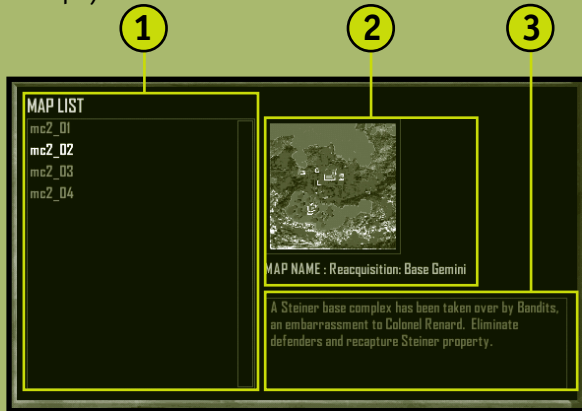 1
2
3
MAP LIST
mc2_01
mc2_02
mc2_03
mc2_04
MAP NAME : Reacquisition: Base Gemini
A Steiner base complex has been taken over by Bandits,
an embarrassment to Colonel Renard. Eliminate
defenders and recapture Steiner property.